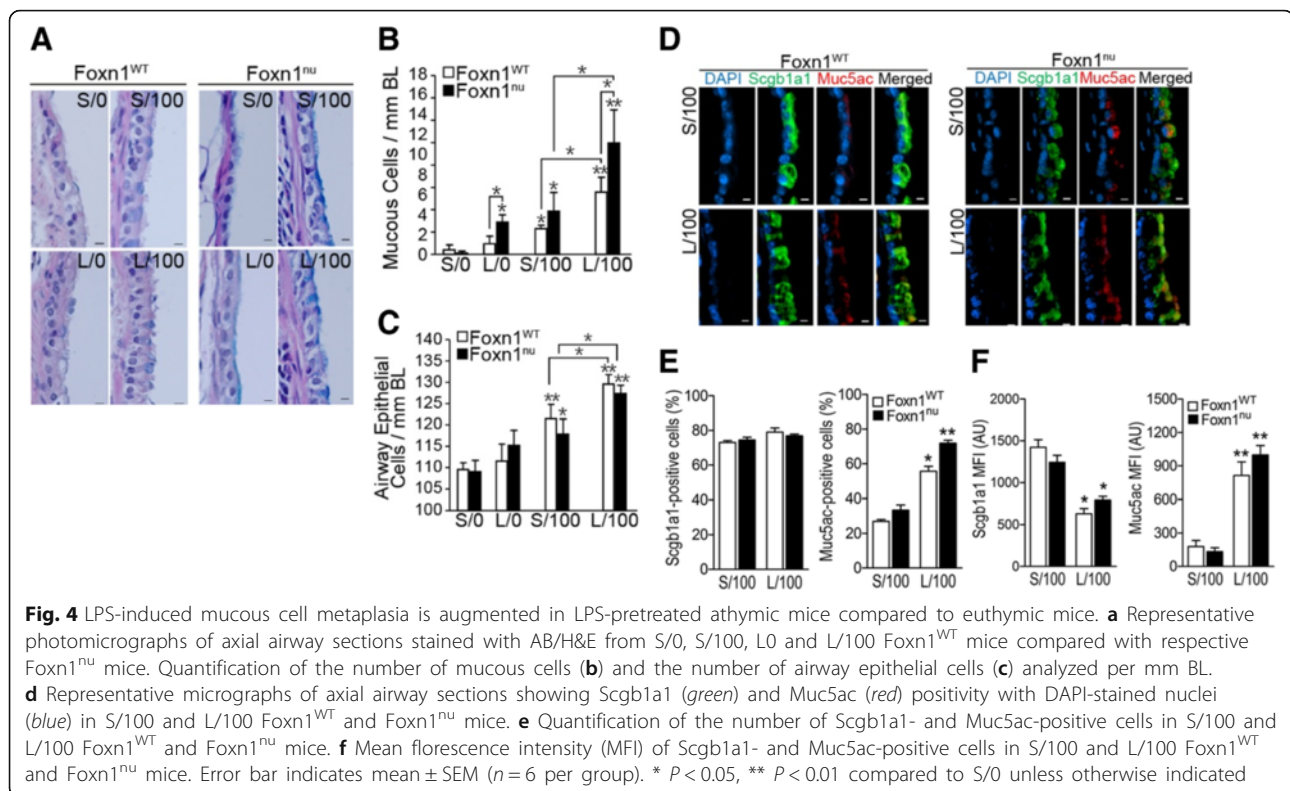 A
Foxn1WT Foxn1nu
S/0 S/100 S/0 S/100
L/0 L/100 L/0 L/100
B
Mucous Cells / mm BL
18
16
14
12
10
8
6
4
2
0
Foxn1WT
Foxn1nu
* * * * * * ** * **
S/0 L/0 S/100 L/100
C
Airway Epithelial
Cells / mm BL
140
135
130
125
120
115
110
105
100
Foxn1WT
Foxn1nu
* * ** * ** **
S/0 L/0 S/100 L/100
D
Foxn1WT Foxn1nu
DAPI Scgb1a1 Muc5ac Merged DAPI Scgb1a1 Muc5ac Merged
S/100
L/100
E
Scgb1a1-positive cells (%)
100
80
60
40
20
0
S/100 L/100
Muc5ac-positive cells (%)
100
80
60
40
20
0
Foxn1WT
Foxn1nu
* **
S/100 L/100
F
Scgb1a1 MFI (AU)
2000
1500
1000
500
0
* *
S/100 L/100
Muc5ac MFI (AU)
1500
1200
900
600
300
0
Foxn1WT
Foxn1nu
** **
S/100 L/100
Fig. 4 LPS-induced mucous cell metaplasia is augmented in LPS-pretreated athymic mice compared to euthymic mice. a Representative
photomicrographs of axial airway sections stained with AB/H&E from S/0, S/100, L0 and L/100 Foxn1WT mice compared with respective
Foxn1nu mice. Quantification of the number of mucous cells (b) and the number of airway epithelial cells (c) analyzed per mm BL.
d Representative micrographs of axial airway sections showing Scgb1a1 (green) and Muc5ac (red) positivity with DAPI-stained nuclei
(blue) in S/100 and L/100 Foxn1WT and Foxn1nu mice. e Quantification of the number of Scgb1a1- and Muc5ac-positive cells in S/100 and
L/100 Foxn1WT and Foxn1nu mice. f Mean florescence intensity (MFI) of Scgb1a1- and Muc5ac-positive cells in S/100 and L/100 Foxn1WT
and Foxn1nu mice. Error bar indicates mean ± SEM (n = 6 per group). * P < 0.05, ** P < 0.01 compared to S/0 unless otherwise indicated